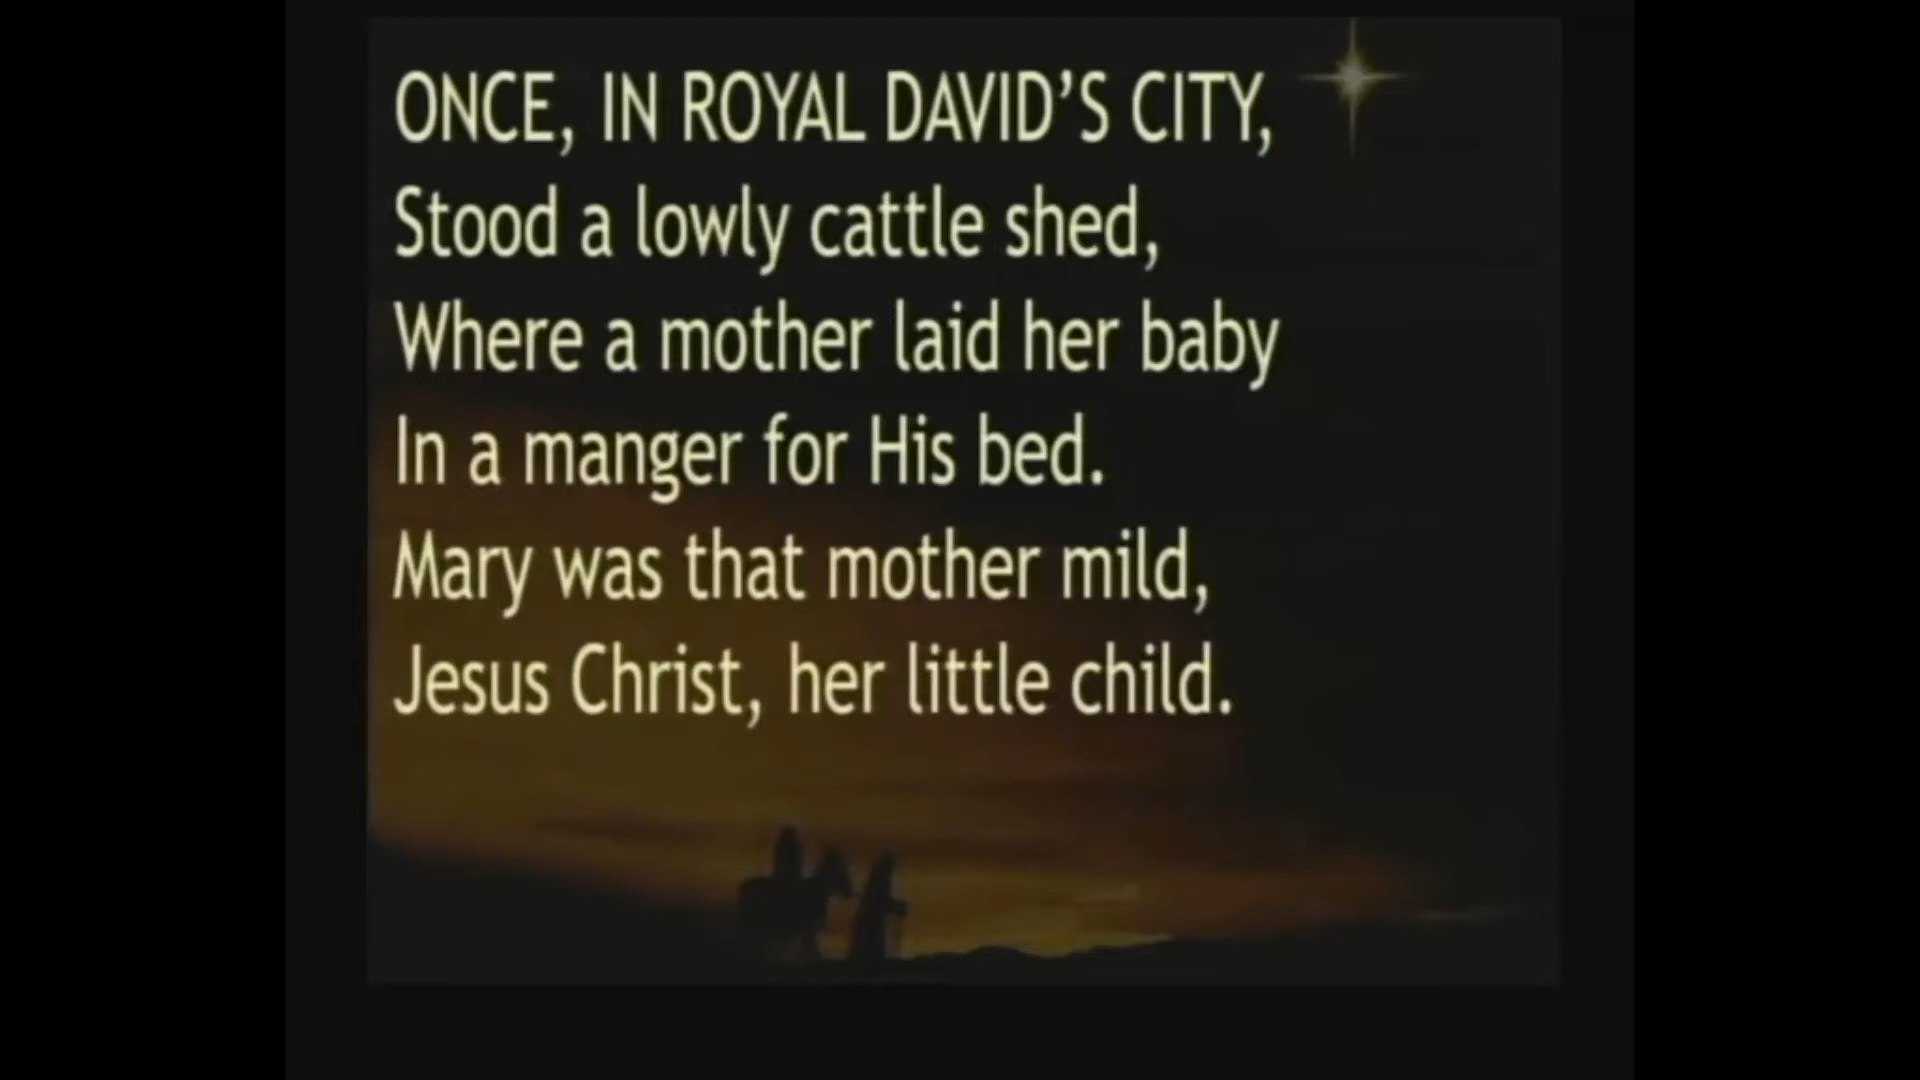 ONCE, IN ROYAL DAVID’S CITY,
Stood a lowly cattle shed,
Where a mother laid her baby
In a manger for His bed.
Mary was that mother mild,
Jesus Christ, her little child.